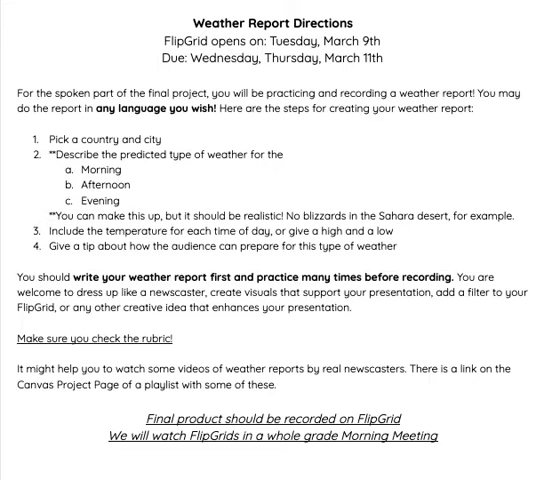 Weather Report Directions
FlipGrid opens on: Tuesday, March 9th
Due: Wednesday, Thursday, March 11th
For the spoken part of the final project, you will be practicing and recording a weather report! You may
do the report in any language you wish! Here are the steps for creating your weather report:
1. Pick a country and city
2. **Describe the predicted type of weather for the
a. Morning
b. Afternoon
c. Evening
**You can make this up, but it should be realistic! No blizzards in the Sahara desert, for example.
3. Include the temperature for each time of day, or give a high and a low
4. Give a tip about how the audience can prepare for this type of weather
You should write your weather report first and practice many times before recording. You are
welcome to dress up like a newscaster, create visuals that support your presentation, add a filter to your
FlipGrid, or any other creative idea that enhances your presentation.
Make sure you check the rubric!
It might help you to watch some videos of weather reports by real newscasters. There is a link on the
Canvas Project Page of a playlist with some of these.
Final product should be recorded on FlipGrid
We will watch FlipGrids in a whole grade Morning Meeting